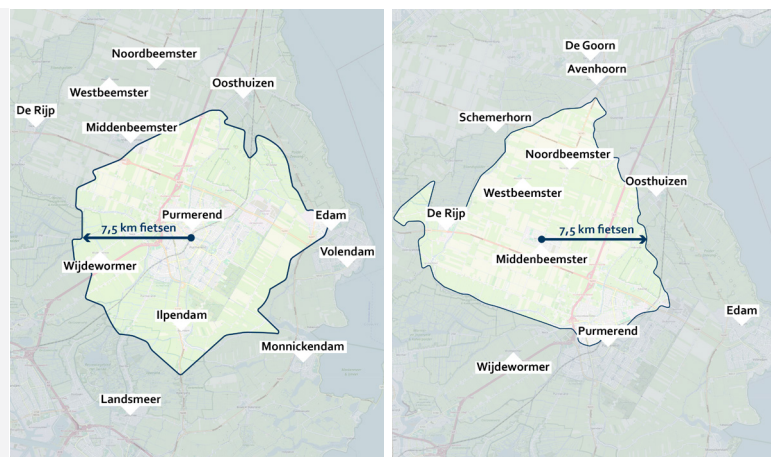 Noordbeemster
Oosthuizen
Westbeemster
De Rijp
Middenbeemster
Purmerend
7,5 km fietsen
Edam
Volendam
Wijdewormer
Ilpendam
Monnickendam
Landsmeer
De Goorn
Avenhoorn
Schemerhorn
Noordbeemster
Oosthuizen
Westbeemster
De Rijp
7,5 km fietsen
Middenbeemster
Edam
Purmerend
Wijdewormer